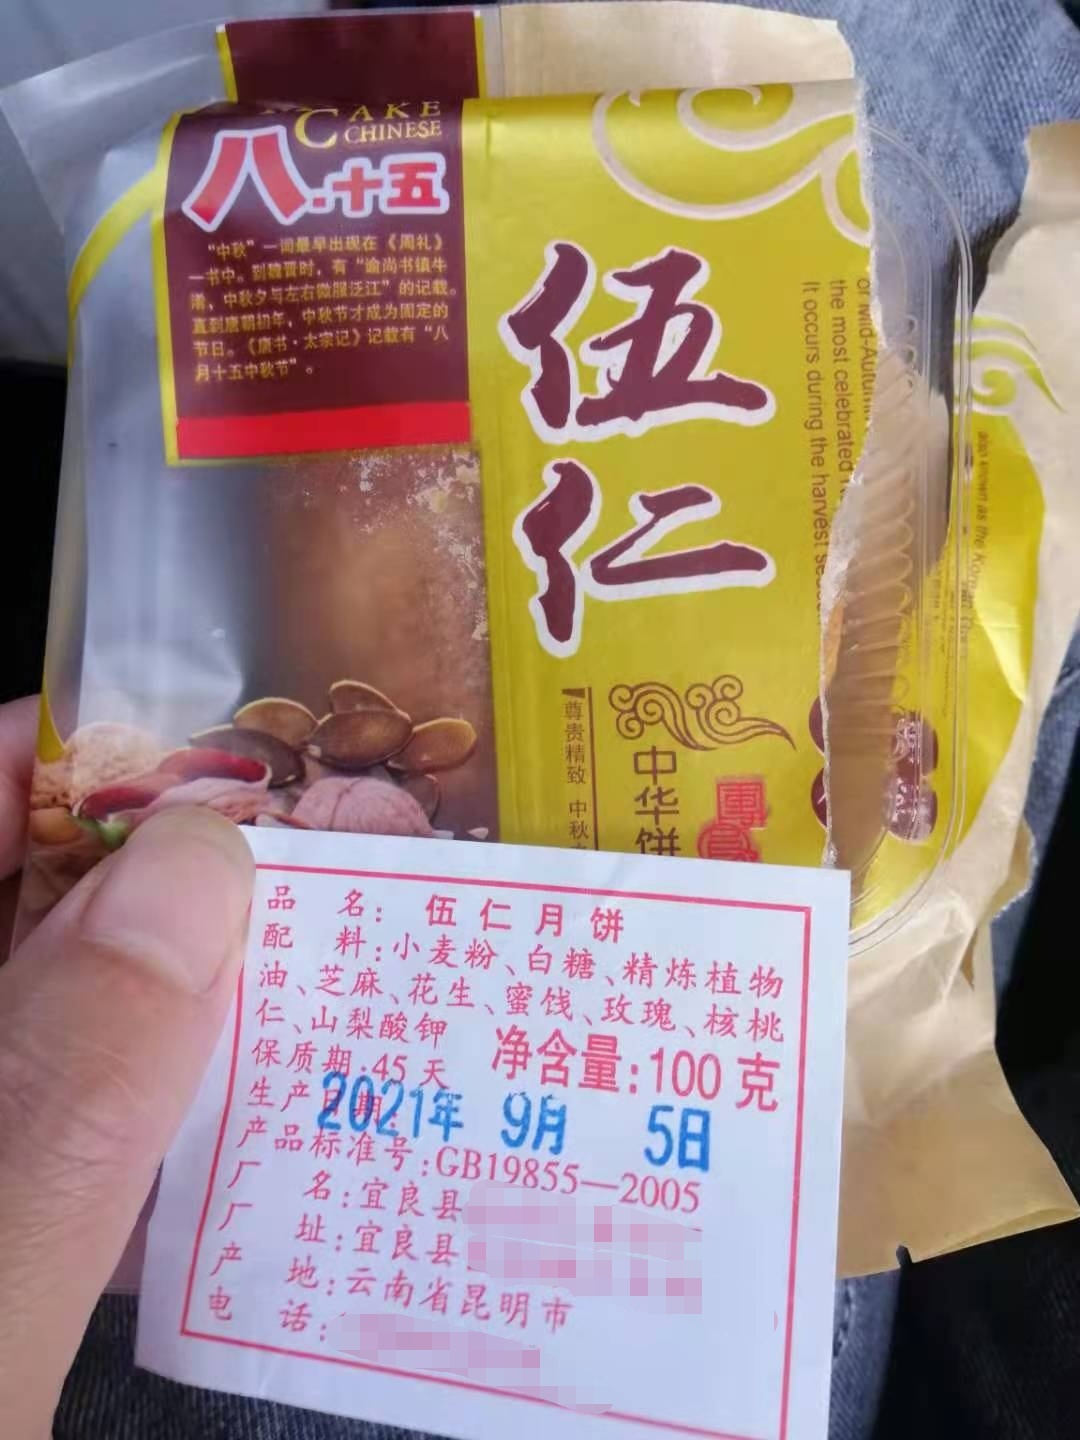 CAKE
CHINESE
八·十五
“中秋”一词最早出现在《周礼》
一书中。到魏晋时，有“谕尚书镇牛
渚，中秋夕与左右微服泛江”的记载。
直到唐朝初年，中秋节才成为固定的
节日。《唐书·太宗记》记载有“八
月十五中秋节”。
伍仁
or Mid-Autumn
the most celebrated
It occurs during the harvest
also known as the Korean
尊贵精致 中秋
中华饼
品 名：伍仁月饼
配 料：小麦粉、白糖、精炼植物
油、芝麻、花生、蜜饯、玫瑰、核桃
仁、山梨酸钾
净含量：100克
保质期：45天
生产日期：2021年 9月 5日
产品标准号：GB19855—2005
厂 名：宜良县
厂 址：宜良县
产 地：云南省昆明市
电 话：